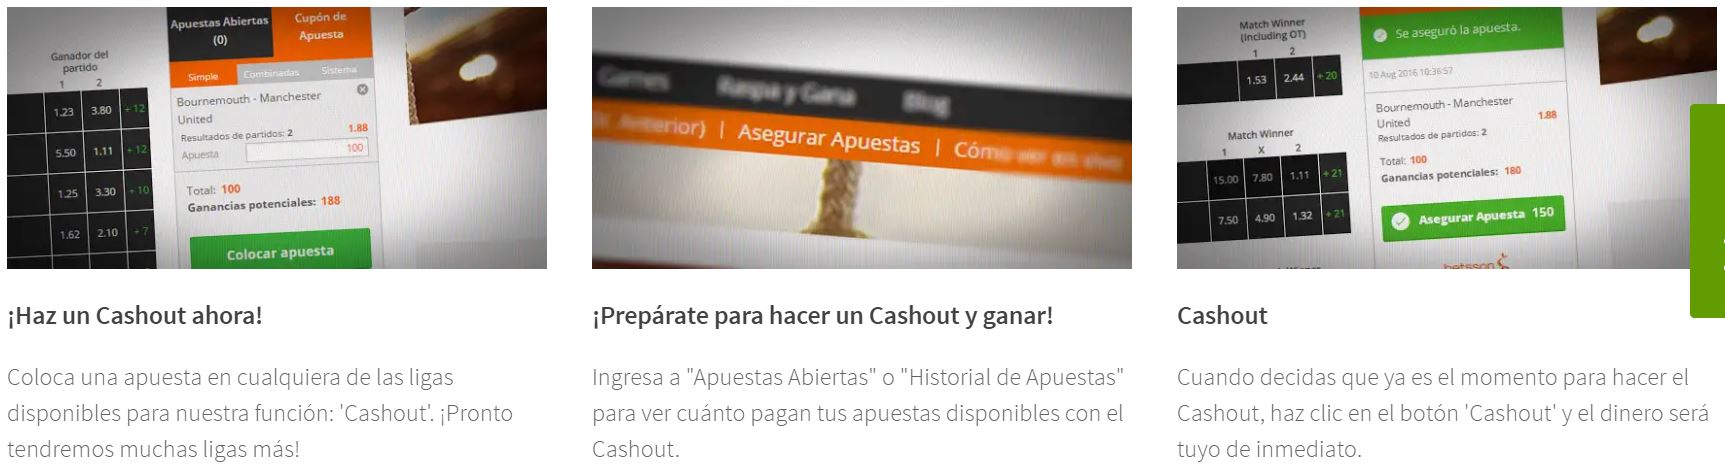 Apuestas Abiertas
(0)
Cupón de
Apuesta
Ganador del
partido
1 2
Simple
Combinadas
Sistema
1.23 3.80 +12
5.50 1.11 +12
1.25 3.30 +10
1.62 2.10 +7
Bournemouth - Manchester
United
Resultados de partidos: 2
1.88
Apuesta
100
Total: 100
Ganancias potenciales: 188
Colocar apuesta
¡Haz un Cashout ahora!
Coloca una apuesta en cualquiera de las ligas
disponibles para nuestra función: 'Cashout'. ¡Pronto
tendremos muchas ligas más!
Games Raspa y Gana Blog
Anterior) | Asegurar Apuestas | Cómo ver en vivo
¡Prepárate para hacer un Cashout y ganar!
Ingresa a "Apuestas Abiertas" o "Historial de Apuestas"
para ver cuánto pagan tus apuestas disponibles con el
Cashout.
Match Winner
(Including OT)
1 2
1.53 2.44 +20
Match Winner
1 X 2
15.00 7.80 1.11 +21
7.50 4.90 1.32 +21
Se aseguró la apuesta.
10 Aug 2016 10:36:57
Bournemouth - Manchester
United
Resultados de partidos: 2
1.88
Total: 100
Ganancias potenciales: 180
Asegurar Apuesta 150
betsson
Cashout
Cuando decidas que ya es el momento para hacer el
Cashout, haz clic en el botón 'Cashout' y el dinero será
tuyo de inmediato.